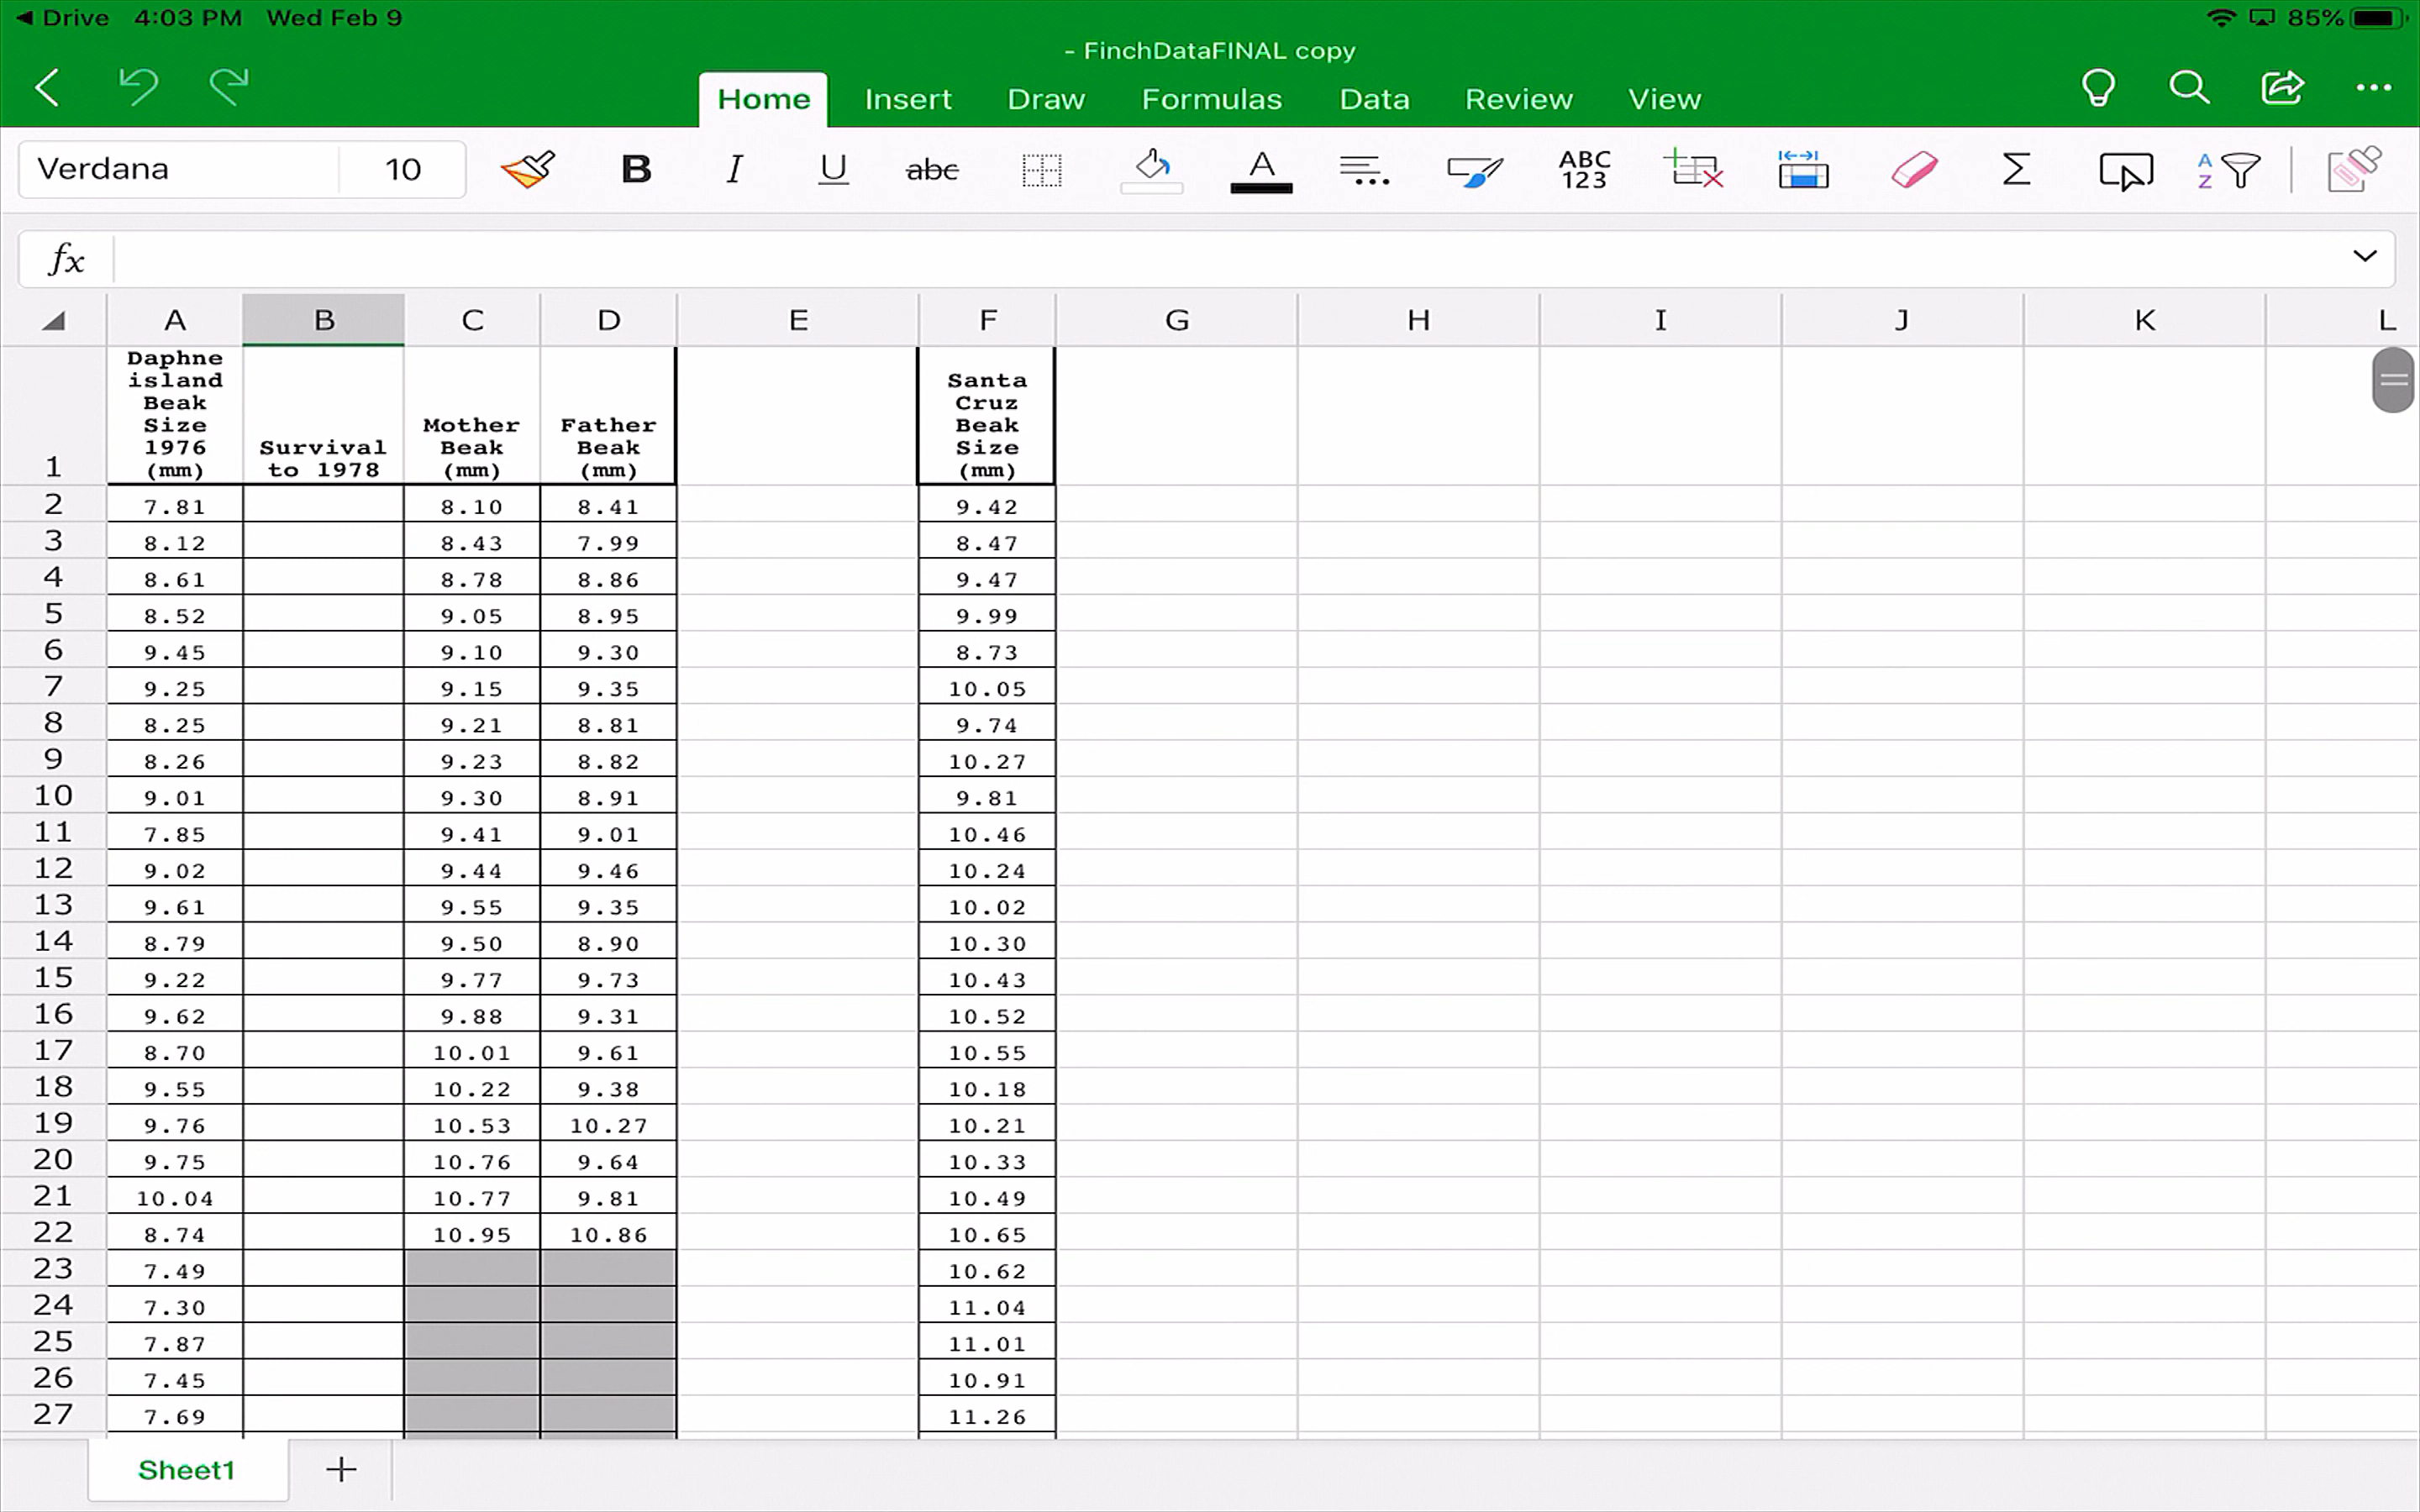 Drive 4:03 PM Wed Feb 9 85%
- FinchDataFINAL copy
Home Insert Draw Formulas Data Review View
Verdana 10 B I U abc A ABC 123 Σ A Z
fx
A B C D E F G H I J K L
Daphne
island
Beak
Size
1976
(mm)
Survival
to 1978
Mother
Beak
(mm)
Father
Beak
(mm)
Santa
Cruz
Beak
Size
(mm)
1
2 7.81 8.10 8.41 9.42
3 8.12 8.43 7.99 8.47
4 8.61 8.78 8.86 9.47
5 8.52 9.05 8.95 9.99
6 9.45 9.10 9.30 8.73
7 9.25 9.15 9.35 10.05
8 8.25 9.21 8.81 9.74
9 8.26 9.23 8.82 10.27
10 9.01 9.30 8.91 9.81
11 7.85 9.41 9.01 10.46
12 9.02 9.44 9.46 10.24
13 9.61 9.55 9.35 10.02
14 8.79 9.50 8.90 10.30
15 9.22 9.77 9.73 10.43
16 9.62 9.88 9.31 10.52
17 8.70 10.01 9.61 10.55
18 9.55 10.22 9.38 10.18
19 9.76 10.53 10.27 10.21
20 9.75 10.76 9.64 10.33
21 10.04 10.77 9.81 10.49
22 8.74 10.95 10.86 10.65
23 7.49 10.62
24 7.30 11.04
25 7.87 11.01
26 7.45 10.91
27 7.69 11.26
Sheet1 +